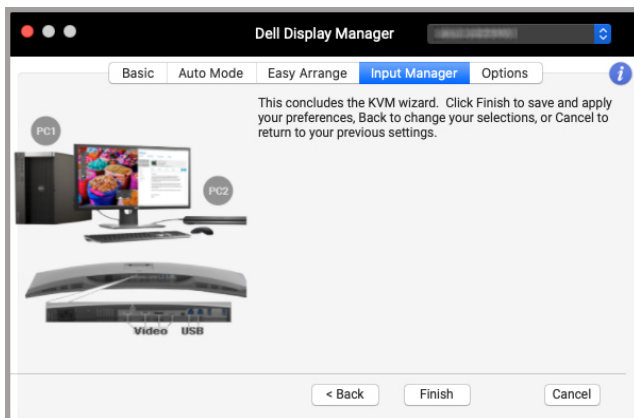 Dell Display Manager
Basic Auto Mode Easy Arrange Input Manager Options i
This concludes the KVM wizard. Click Finish to save and apply
your preferences, Back to change your selections, or Cancel to
return to your previous settings.
PC1
PC2
Video USB
< Back Finish Cancel